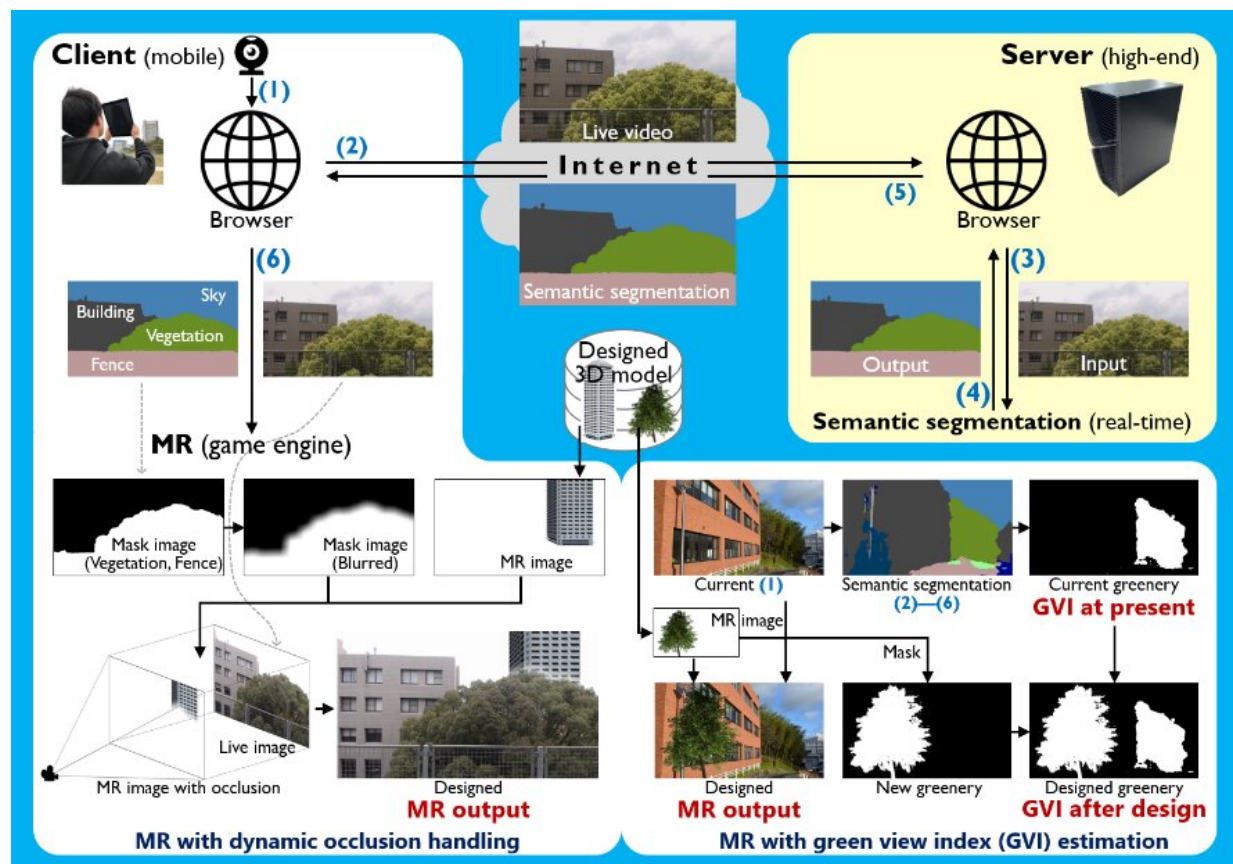 Client (mobile)
(1)
Browser
(2)
Live video
Internet
Semantic segmentation
(5)
Server (high-end)
Browser
(3)
Output
Input
(4)
Semantic segmentation (real-time)
(6)
Sky
Building
Vegetation
Fence
MR (game engine)
Designed
3D model
Mask image
(Vegetation, Fence)
Mask image
(Blurred)
MR image
Live image
MR image with occlusion
Designed
MR output
MR with dynamic occlusion handling
Current (1)
Semantic segmentation
(2)—(6)
Current greenery
GVI at present
MR image
Mask
Designed
MR output
New greenery
Designed greenery
GVI after design
MR with green view index (GVI) estimation